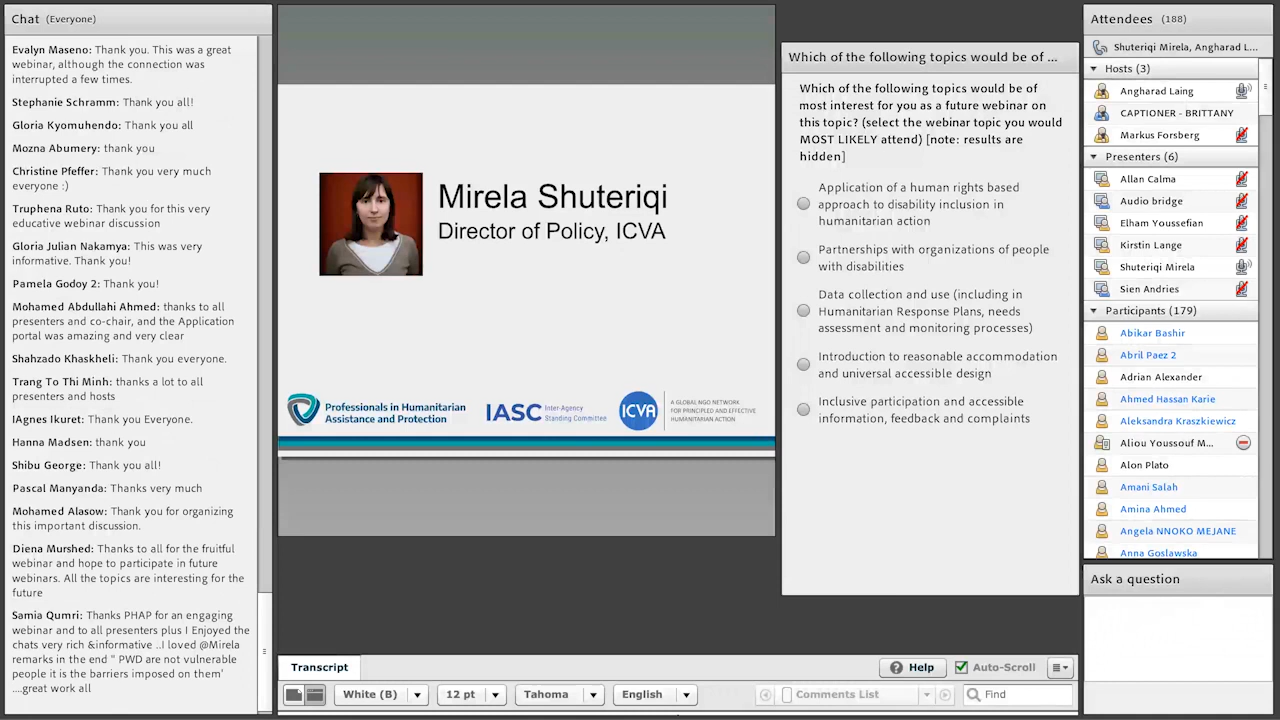 Chat (Everyone)
Evalyn Maseno: Thank you. This was a great
webinar, although the connection was
interrupted a few times.
Stephanie Schramm: Thank you all!
Gloria Kyomuhendo: Thank you all
Mozna Abumery: thank you
Christine Pfeffer: Thank you very much
everyone :)
Truphena Ruto: Thank you for this very
educative webinar discussion
Gloria Julian Nakamya: This was very
informative. Thank you!
Pamela Godoy 2: Thank you!
Mohamed Abdullahi Ahmed: thanks to all
presenters and co-chair, and the Application
portal was amazing and very clear
Shahzado Khaskheli: Thank you everyone.
Trang To Thi Minh: thanks a lot to all
presenters and hosts
IAgnes Ikuret: Thank you Everyone.
Hanna Madsen: thank you
Shibu George: Thank you all!
Pascal Manyanda: Thanks very much
Mohamed Alasow: Thank you for organizing
this important discussion.
Diena Murshed: Thanks to all for the fruitful
webinar and hope to participate in future
webinars. All the topics are interesting for the
future
Samia Qumri: Thanks PHAP for an engaging
webinar and to all presenters plus I Enjoyed the
chats very rich &informative ..I loved @Mirela
remarks in the end " PWD are not vulnerable
people it is the barriers imposed on them'
....great work all
Mirela Shuteriqi
Director of Policy, ICVA
Professionals in Humanitarian
Assistance and Protection
IASC Inter-Agency
Standing Committee
ICVA
A GLOBAL NGO NETWORK
FOR PRINCIPLED AND EFFECTIVE
HUMANITARIAN ACTION
Which of the following topics would be of ...
Which of the following topics would be of
most interest for you as a future webinar on
this topic? (select the webinar topic you would
MOST LIKELY attend) [note: results are
hidden]
Application of a human rights based
approach to disability inclusion in
humanitarian action
Partnerships with organizations of people
with disabilities
Data collection and use (including in
Humanitarian Response Plans, needs
assessment and monitoring processes)
Introduction to reasonable accommodation
and universal accessible design
Inclusive participation and accessible
information, feedback and complaints
Transcript
Help
Auto-Scroll
White (B)
12 pt
Tahoma
English
Comments List
Find
Attendees (188)
Shuteriqi Mirela, Angharad L...
Hosts (3)
Angharad Laing
CAPTIONER - BRITTANY
Markus Forsberg
Presenters (6)
Allan Calma
Audio bridge
Elham Youssefian
Kirstin Lange
Shuteriqi Mirela
Sien Andries
Participants (179)
Abikar Bashir
Abril Paez 2
Adrian Alexander
Ahmed Hassan Karie
Aleksandra Kraszkiewicz
Aliou Youssouf M...
Alon Plato
Amani Salah
Amina Ahmed
Angela NNOKO MEJANE
Anna Goslawska
Ask a question